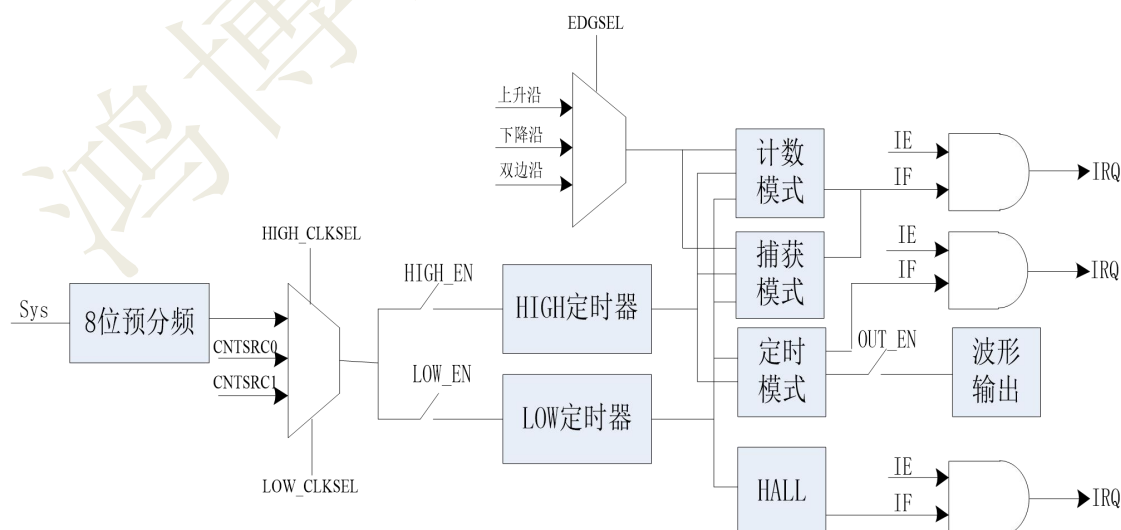 鸿博
EDGSEL
上升沿
下降沿
双边沿
计数
模式
IE
IF
IRQ
HIGH_CLKSEL
捕获
模式
IE
IF
IRQ
HIGH_EN
Sys
8位预分频
HIGH定时器
CNTSRC0
CNTSRC1
定时
模式
OUT_EN
波形
输出
LOW_EN
LOW定时器
LOW_CLKSEL
HALL
IE
IF
IRQ